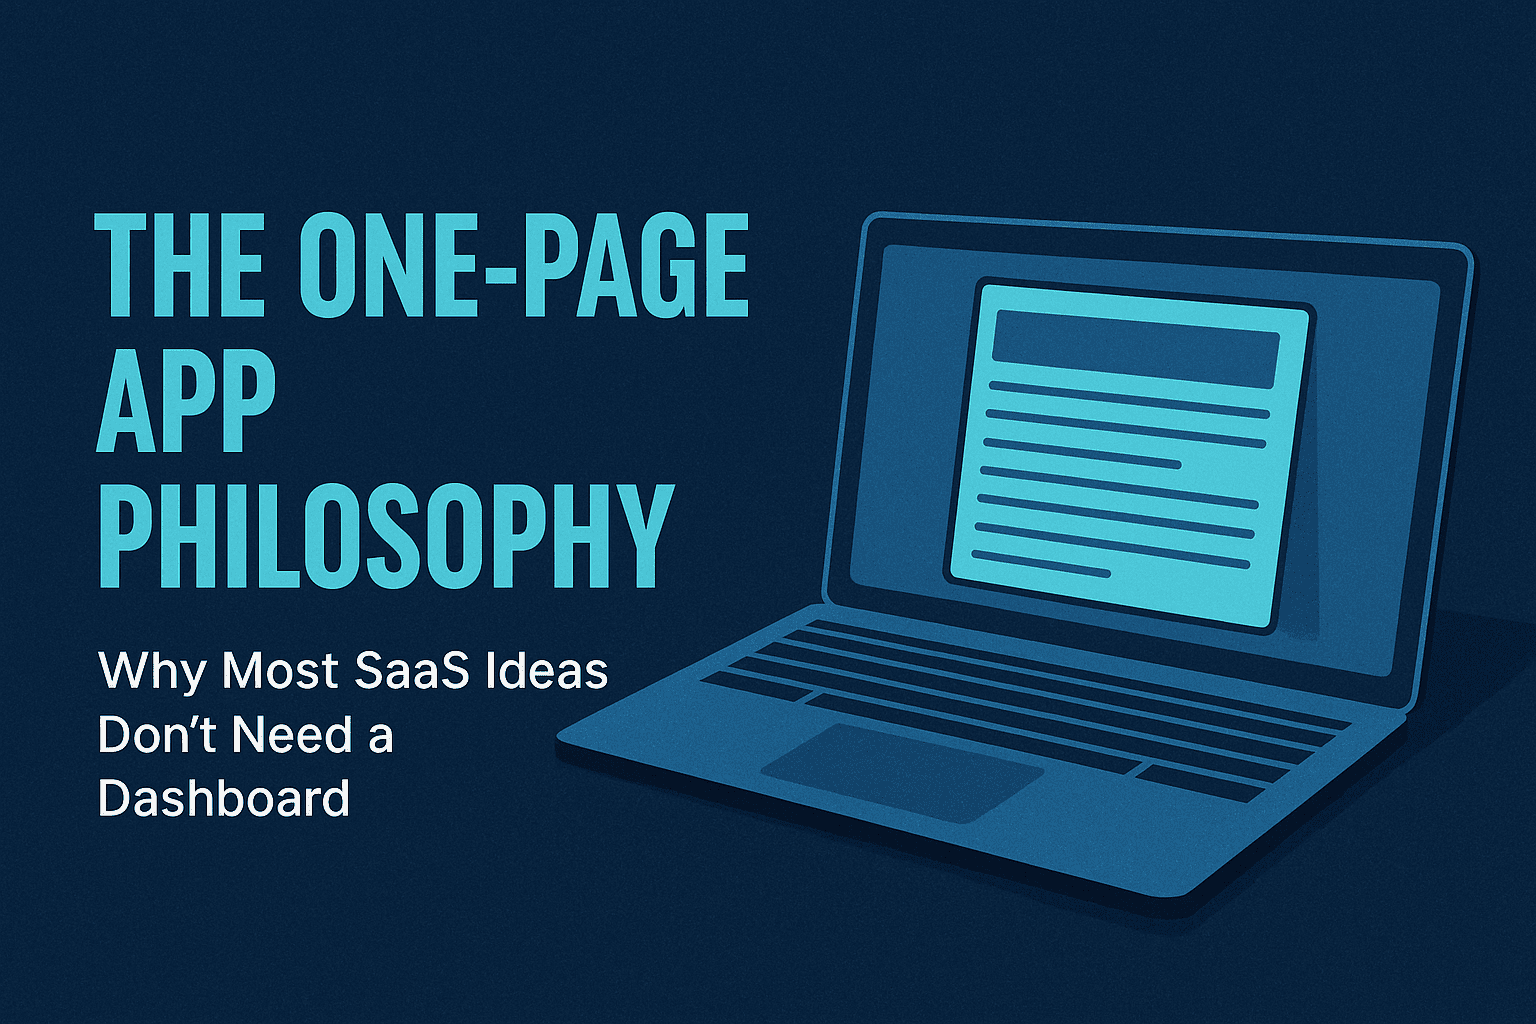 THE ONE-PAGE
APP
PHILOSOPHY
Why Most SaaS Ideas
Don’t Need a
Dashboard